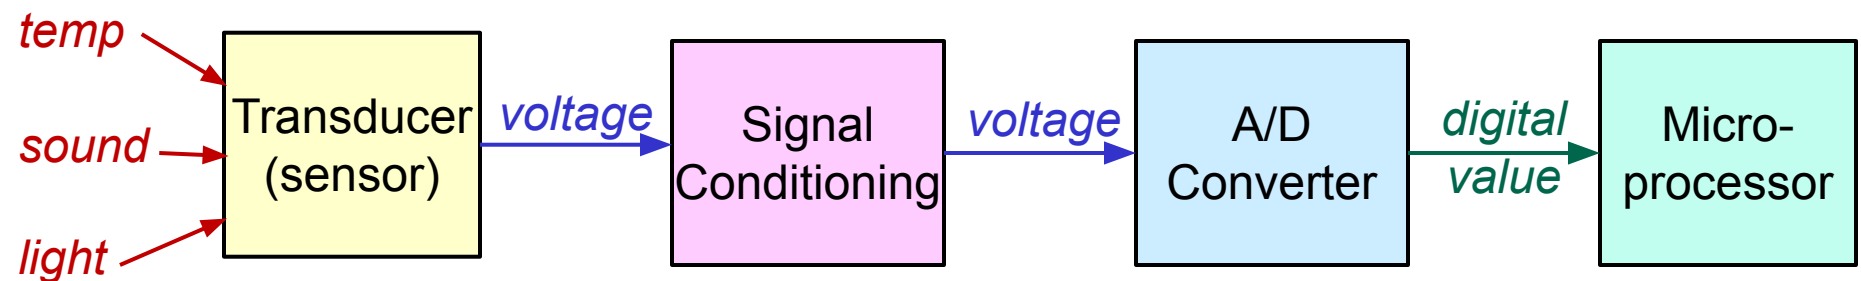 temp
sound
light
Transducer
(sensor)
voltage
Signal
Conditioning
voltage
A/D
Converter
digital
value
Micro-
processor